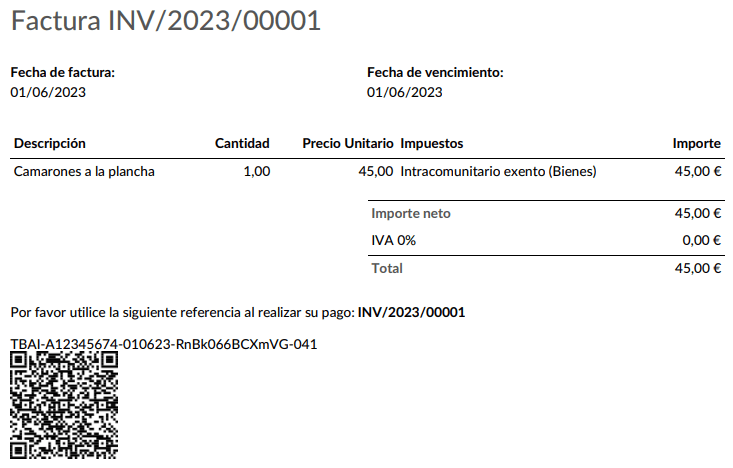 Factura INV/2023/00001
Fecha de factura: Fecha de vencimiento:
01/06/2023 01/06/2023
Descripción Cantidad Precio Unitario Impuestos Importe
Camarones a la plancha 1,00 45,00 Intracomunitario exento (Bienes) 45,00 €
Importe neto 45,00 €
IVA 0% 0,00 €
Total 45,00 €
Por favor utilice la siguiente referencia al realizar su pago: INV/2023/00001
TBAI-A12345674-010623-RnBk066BCXmVG-041